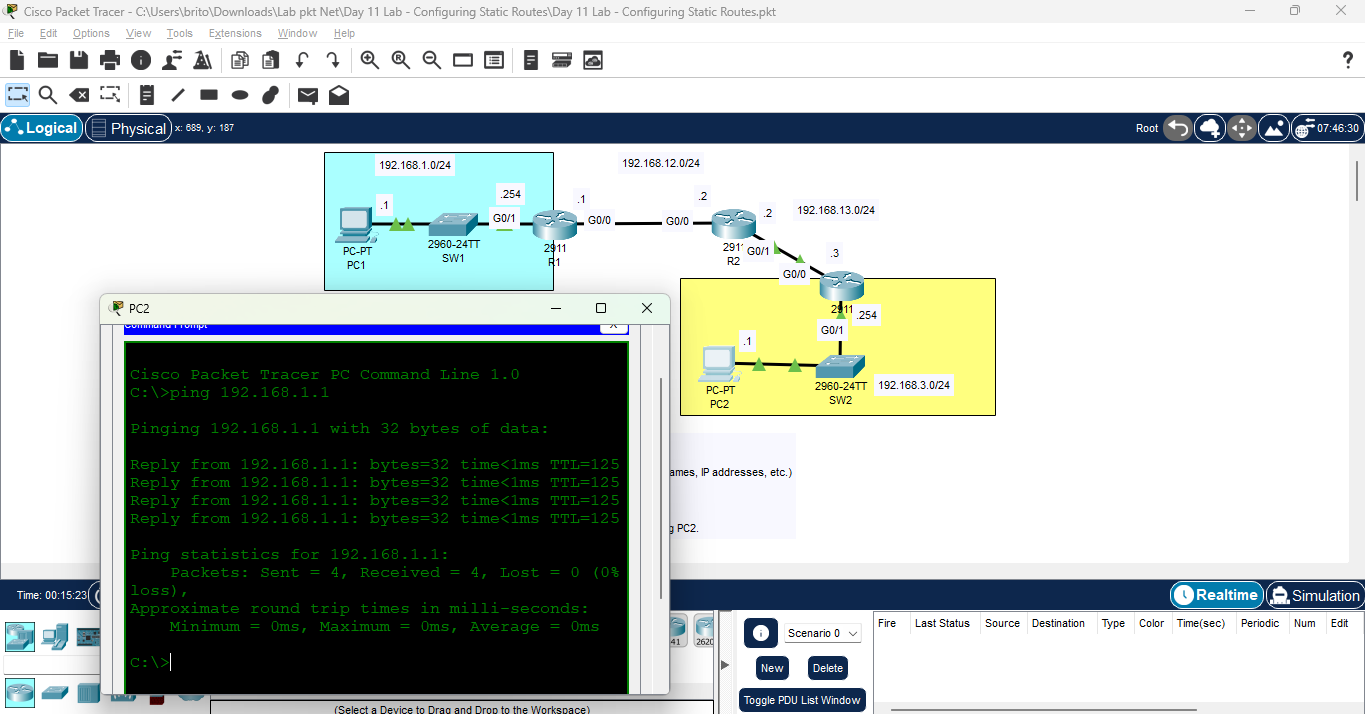 Cisco Packet Tracer - C:\Users\brito\Downloads\Lab pkt Net\Day 11 Lab - Configuring Static Routes\Day 11 Lab - Configuring Static Routes.pkt
File Edit Options View Tools Extensions Window Help
Logical Physical x: 689, y: 187 Root 07:46:30
192.168.1.0/24
192.168.12.0/24
.1
.254
.1
.2
.2
192.168.13.0/24
G0/1
G0/0
G0/0
2960-24TT
SW1
2911
R1
PC-PT
PC1
R2
G0/1
.3
G0/0
2911
.254
G0/1
.1
PC-PT
PC2
2960-24TT
SW2
192.168.3.0/24
IP addresses, etc.)
PC2.
PC2
Command Prompt X
Cisco Packet Tracer PC Command Line 1.0
C:\>ping 192.168.1.1
Pinging 192.168.1.1 with 32 bytes of data:
Reply from 192.168.1.1: bytes=32 time<1ms TTL=125
Reply from 192.168.1.1: bytes=32 time<1ms TTL=125
Reply from 192.168.1.1: bytes=32 time<1ms TTL=125
Reply from 192.168.1.1: bytes=32 time<1ms TTL=125
Ping statistics for 192.168.1.1:
Packets: Sent = 4, Received = 4, Lost = 0 (0%
loss),
Approximate round trip times in milli-seconds:
Minimum = 0ms, Maximum = 0ms, Average = 0ms
C:\>
Time: 00:15:23
Realtime Simulation
Scenario 0
New Delete
Toggle PDU List Window
Fire Last Status Source Destination Type Color Time(sec) Periodic Num Edit
41 2620
(Select a Device to Drag and Drop to the Workspace)